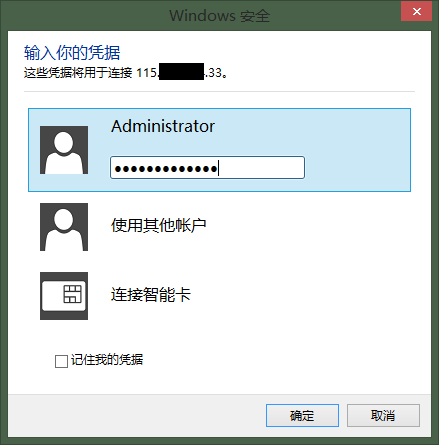 Windows 安全
输入你的凭据
这些凭据将用于连接 115. .33。
Administrator
●●●●●●●●●●●●●
使用其他帐户
连接智能卡
记住我的凭据
确定 取消